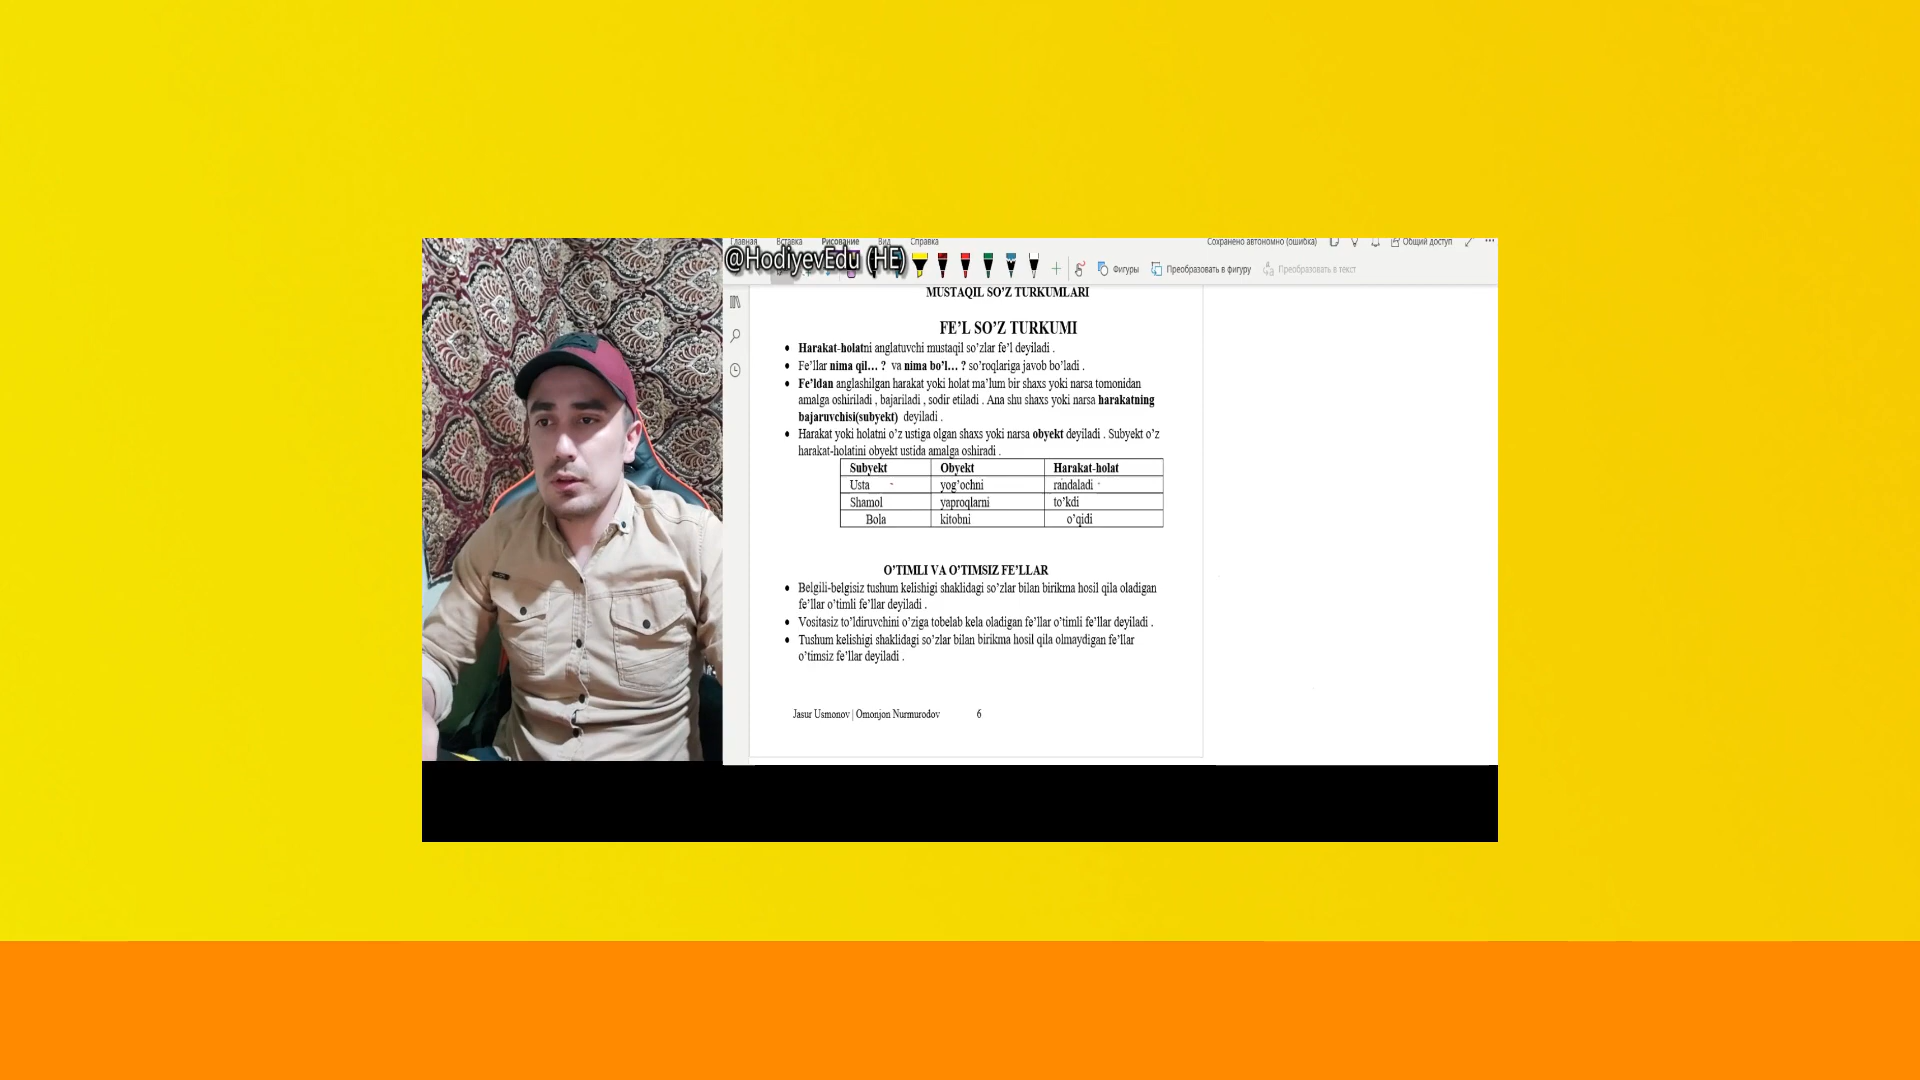 Главная Вставка Рисование Вид Справка Сохранено автономно (ошибка) Общий доступ
@HodiyevEdu (HE) Фигуры Преобразовать в фигуру Преобразовать в текст
MUSTAQIL SO’Z TURKUMLARI
FE’L SO’Z TURKUMI
• Harakat-holatni anglatuvchi mustaqil so’zlar fe’l deyiladi .
• Fe’llar nima qil... ? va nima bo’l... ? so’roqlariga javob bo’ladi .
• Fe’ldan anglashilgan harakat yoki holat ma’lum bir shaxs yoki narsa tomonidan
amalga oshiriladi , bajariladi , sodir etiladi . Ana shu shaxs yoki narsa harakatning
bajaruvchisi(subyekt) deyiladi .
• Harakat yoki holatni o’z ustiga olgan shaxs yoki narsa obyekt deyiladi . Subyekt o’z
harakat-holatini obyekt ustida amalga oshiradi .
Subyekt Obyekt Harakat-holat
Usta yog’ochni randaladi
Shamol yaproqlarni to’kdi
Bola kitobni o’qidi
O’TIMLI VA O’TIMSIZ FE’LLAR
• Belgili-belgisiz tushum kelishigi shaklidagi so’zlar bilan birikma hosil qila oladigan
fe’llar o’timli fe’llar deyiladi .
• Vositasiz to’ldiruvchini o’ziga tobelab kela oladigan fe’llar o’timli fe’llar deyiladi .
• Tushum kelishigi shaklidagi so’zlar bilan birikma hosil qila olmaydigan fe’llar
o’timsiz fe’llar deyiladi .
Jasur Usmonov | Omonjon Nurmurodov 6